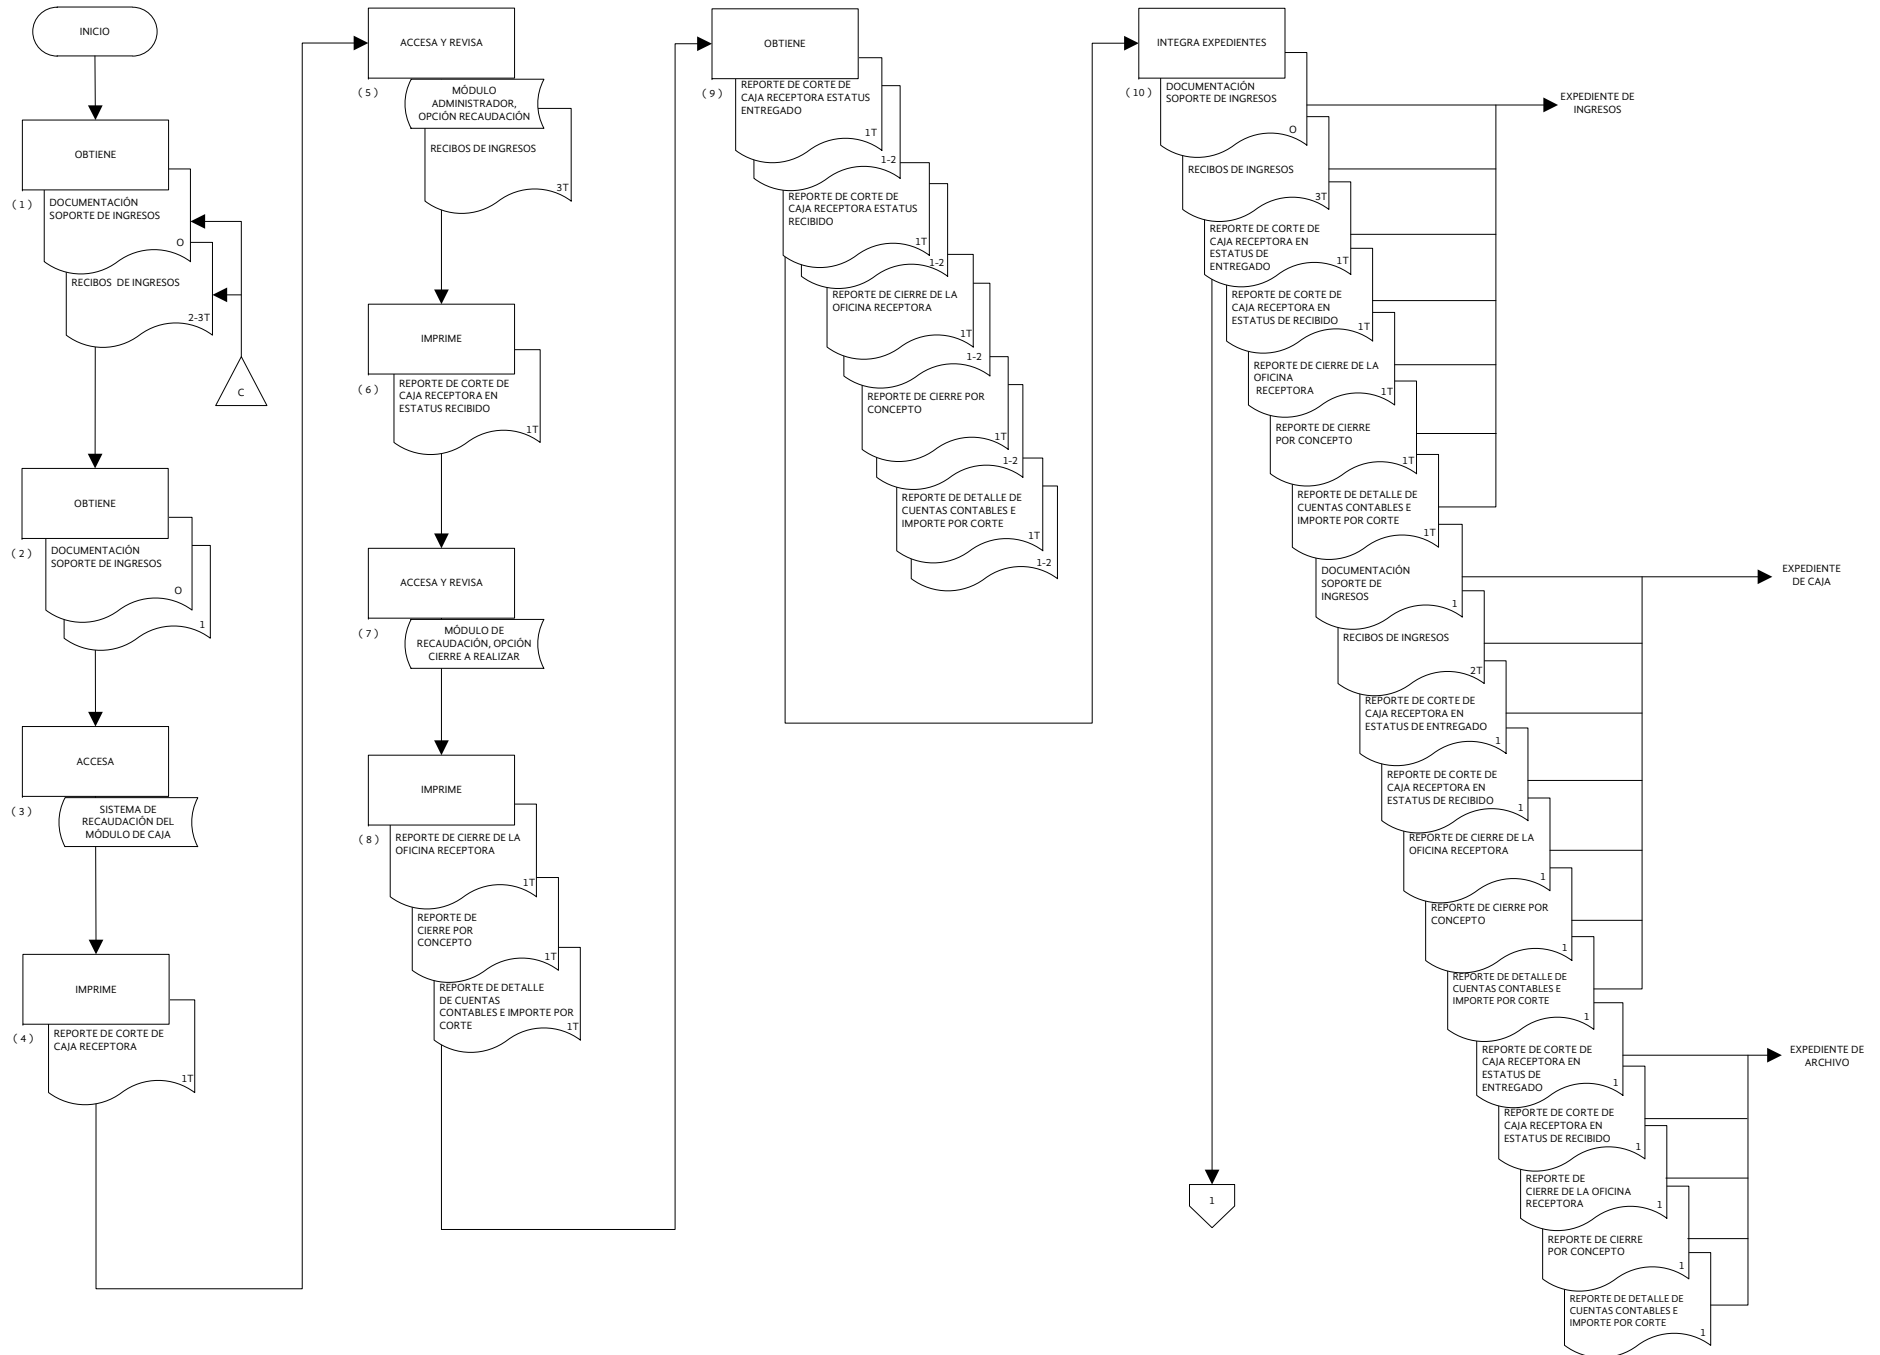 INICIO
OBTIENE
( 1 )
DOCUMENTACIÓN
SOPORTE DE INGRESOS
O
RECIBOS DE INGRESOS
2-3T
C
OBTIENE
( 2 )
DOCUMENTACIÓN
SOPORTE DE INGRESOS
O
1
ACCESA
( 3 )
SISTEMA DE
RECAUDACIÓN DEL
MÓDULO DE CAJA
IMPRIME
( 4 )
REPORTE DE CORTE DE
CAJA RECEPTORA
1T
ACCESA Y REVISA
( 5 )
MÓDULO
ADMINISTRADOR,
OPCIÓN RECAUDACIÓN
RECIBOS DE INGRESOS
3T
IMPRIME
( 6 )
REPORTE DE CORTE DE
CAJA RECEPTORA EN
ESTATUS RECIBIDO
1T
ACCESA Y REVISA
( 7 )
MÓDULO DE
RECAUDACIÓN, OPCIÓN
CIERRE A REALIZAR
IMPRIME
( 8 )
REPORTE DE CIERRE DE LA
OFICINA RECEPTORA
1T
REPORTE DE
CIERRE POR
CONCEPTO
1T
REPORTE DE DETALLE
DE CUENTAS
CONTABLES E IMPORTE POR
CORTE
1T
OBTIENE
( 9 )
REPORTE DE CORTE DE
CAJA RECEPTORA ESTATUS
ENTREGADO
1T
1-2
REPORTE DE CORTE DE
CAJA RECEPTORA ESTATUS
RECIBIDO
1T
1-2
REPORTE DE CIERRE DE LA
OFICINA RECEPTORA
1T
1-2
REPORTE DE CIERRE POR
CONCEPTO
1T
1-2
REPORTE DE DETALLE DE
CUENTAS CONTABLES E
IMPORTE POR CORTE
1T
1-2
INTEGRA EXPEDIENTES
( 10 )
DOCUMENTACIÓN
SOPORTE DE INGRESOS
O
RECIBOS DE INGRESOS
3T
REPORTE DE CORTE DE
CAJA RECEPTORA EN
ESTATUS DE
ENTREGADO
1T
REPORTE DE CORTE DE
CAJA RECEPTORA EN
ESTATUS DE RECIBIDO
1T
REPORTE DE CIERRE DE LA
OFICINA
RECEPTORA
1T
REPORTE DE CIERRE
POR CONCEPTO
1T
REPORTE DE DETALLE DE
CUENTAS CONTABLES E
IMPORTE POR CORTE
1T
EXPEDIENTE DE
INGRESOS
DOCUMENTACIÓN
SOPORTE DE
INGRESOS
1
RECIBOS DE INGRESOS
2T
REPORTE DE CORTE DE
CAJA RECEPTORA EN
ESTATUS DE ENTREGADO
1
REPORTE DE CORTE DE
CAJA RECEPTORA EN
ESTATUS DE RECIBIDO
1
REPORTE DE CIERRE DE LA
OFICINA RECEPTORA
1
REPORTE DE CIERRE POR
CONCEPTO
1
REPORTE DE DETALLE DE
CUENTAS CONTABLES E
IMPORTE POR CORTE
1
EXPEDIENTE
DE CAJA
REPORTE DE CORTE DE
CAJA RECEPTORA EN
ESTATUS DE
ENTREGADO
1
REPORTE DE CORTE DE
CAJA RECEPTORA EN
ESTATUS DE RECIBIDO
1
REPORTE DE
CIERRE DE LA OFICINA
RECEPTORA
1
REPORTE DE CIERRE
POR CONCEPTO
1
REPORTE DE DETALLE DE
CUENTAS CONTABLES E
IMPORTE POR CORTE
1
EXPEDIENTE DE
ARCHIVO
1